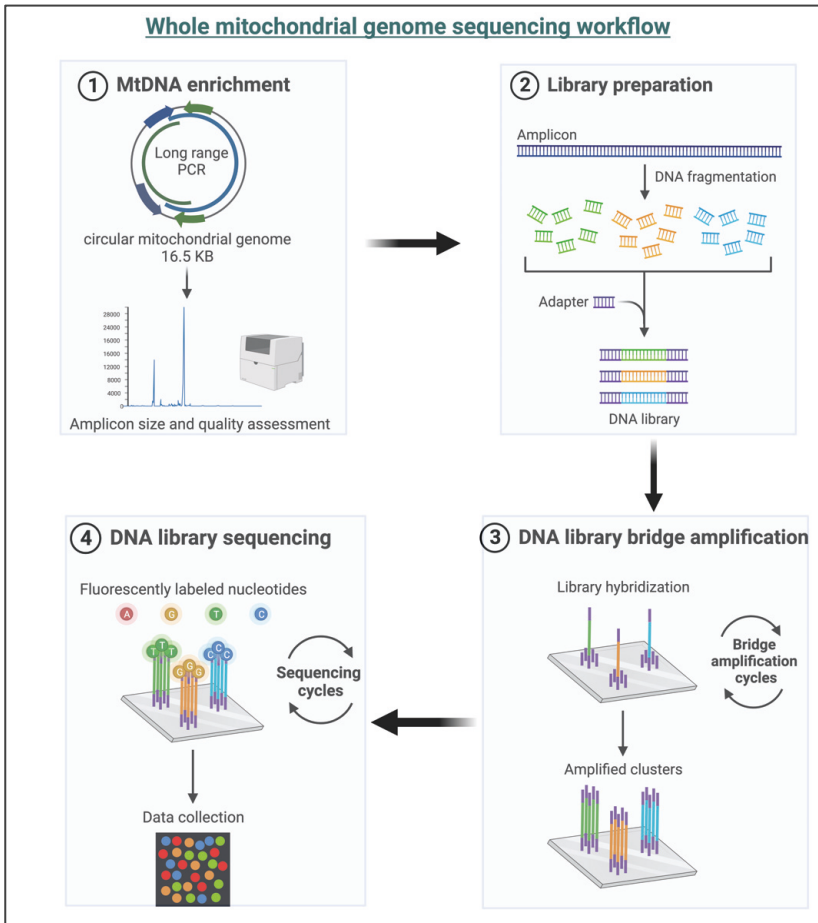 Whole mitochondrial genome sequencing workflow
1 MtDNA enrichment
Long range
PCR
circular mitochondrial genome
16.5 KB
28000
24000
20000
16000
12000
8000
4000
0
Amplicon size and quality assessment
2 Library preparation
Amplicon
DNA fragmentation
Adapter
DNA library
3 DNA library bridge amplification
Library hybridization
Bridge
amplification
cycles
Amplified clusters
4 DNA library sequencing
Fluorescently labeled nucleotides
A G T C
T T T
G G G
C C C
Sequencing
cycles
Data collection